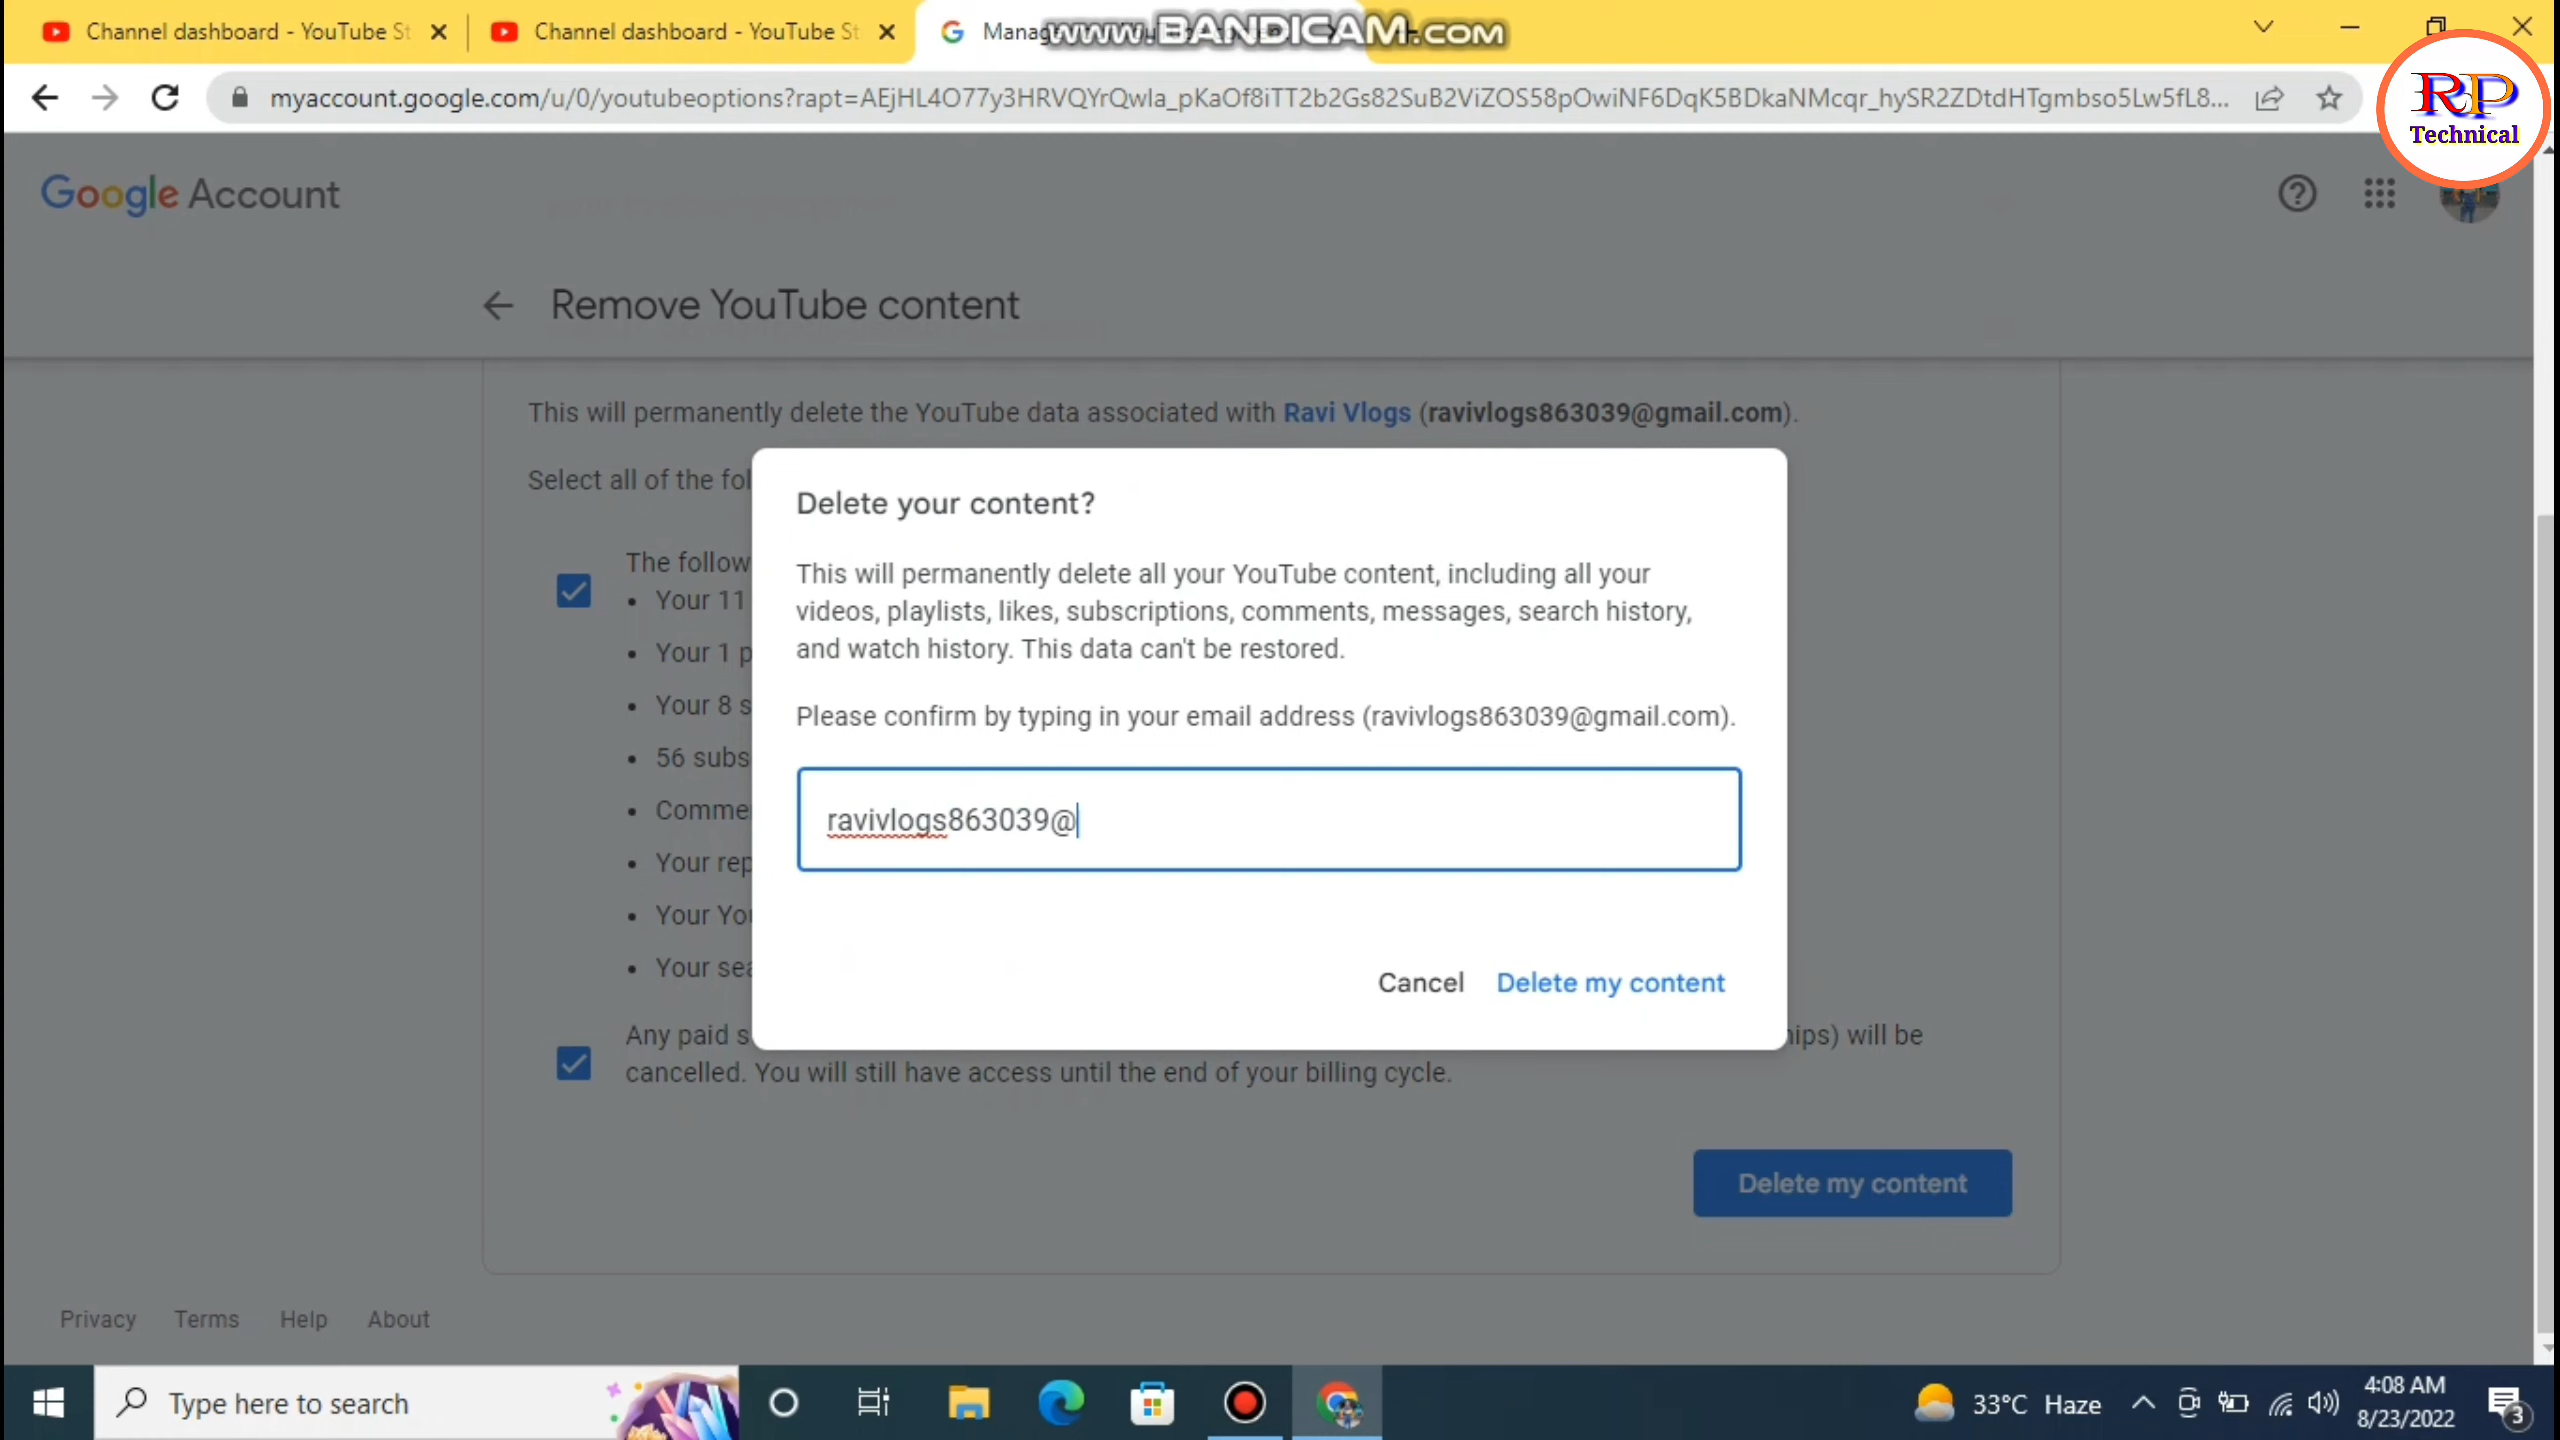 Channel dashboard - YouTube St
Channel dashboard - YouTube St
Manage
www.BANDICAM.com
myaccount.google.com/u/0/youtubeoptions?rapt=AEjHL4O77y3HRVQYrQwIa_pKaOf8iTT2b2Gs82SuB2ViZOS58pOwiNF6DqK5BDkaNMcqr_hySR2ZDtdHTgmbso5Lw5fL8...
RP
Technical
Google Account
Remove YouTube content
This will permanently delete the YouTube data associated with Ravi Vlogs (ravivlogs863039@gmail.com).
Select all of the fol
The follow
• Your 11
• Your 1 p
• Your 8 s
• 56 subs
• Comme
• Your rep
• Your You
• Your sea
Delete your content?
This will permanently delete all your YouTube content, including all your
videos, playlists, likes, subscriptions, comments, messages, search history,
and watch history. This data can't be restored.
Please confirm by typing in your email address (ravivlogs863039@gmail.com).
ravivlogs863039@
Cancel Delete my content
Any paid s hips) will be
cancelled. You will still have access until the end of your billing cycle.
Delete my content
Privacy Terms Help About
Type here to search
33°C Haze
4:08 AM
8/23/2022
3